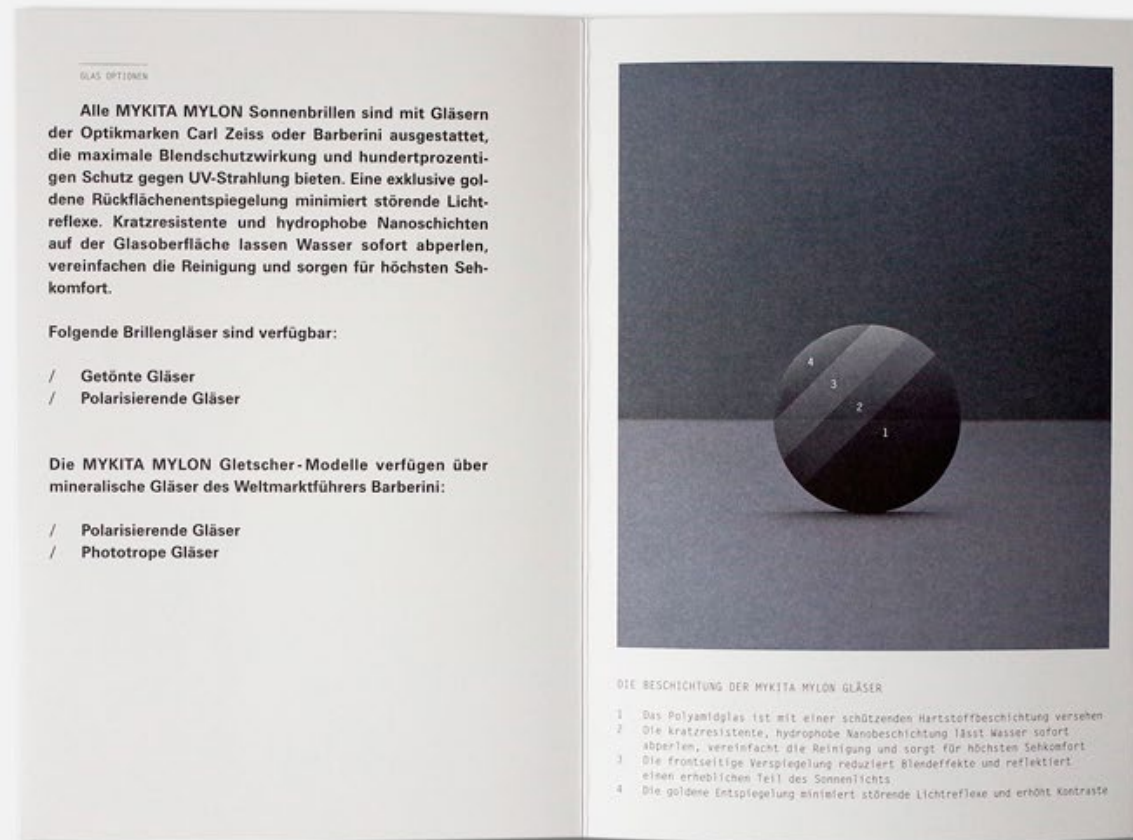 GLAS OPTIONEN
Alle MYKITA MYLON Sonnenbrillen sind mit Gläsern
der Optikmarken Carl Zeiss oder Barberini ausgestattet,
die maximale Blendschutzwirkung und hundertprozenti-
gen Schutz gegen UV-Strahlung bieten. Eine exklusive gol-
dene Rückflächenentspiegelung minimiert störende Licht-
reflexe. Kratzresistente und hydrophobe Nanoschichten
auf der Glasoberfläche lassen Wasser sofort abperlen,
vereinfachen die Reinigung und sorgen für höchsten Seh-
komfort.
Folgende Brillengläser sind verfügbar:
/ Getönte Gläser
/ Polarisierende Gläser
Die MYKITA MYLON Gletscher-Modelle verfügen über
mineralische Gläser des Weltmarktführers Barberini:
/ Polarisierende Gläser
/ Phototrope Gläser
4
3
2
1
DIE BESCHICHTUNG DER MYKITA MYLON GLÄSER
1 Das Polyamidglas ist mit einer schützenden Hartstoffbeschichtung versehen
2 Die kratzresistente, hydrophobe Nanobeschichtung lässt Wasser sofort
abperlen, vereinfacht die Reinigung und sorgt für höchsten Sehkomfort
3 Die frontseitige Verspiegelung reduziert Blendeffekte und reflektiert
einen erheblichen Teil des Sonnenlichts
4 Die goldene Entspiegelung minimiert störende Lichtreflexe und erhöht Kontraste